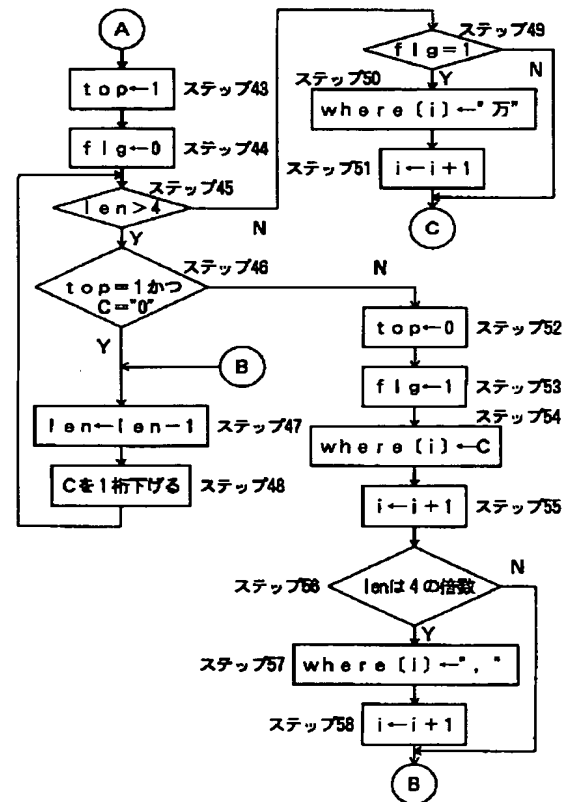 A
top←1 ステップ43
flg←0 ステップ44
ステップ45
len>4
N
Y
ステップ46
top=1かつ
C="0"
N
Y
B
len←len-1 ステップ47
Cを1桁下げる ステップ48
ステップ49
flg=1
N
ステップ50
Y
where〔i〕←"万"
ステップ51 i←i+1
C
top←0 ステップ52
flg←1 ステップ53
ステップ54
where〔i〕←C
i←i+1 ステップ55
N
ステップ56 lenは4の倍数
Y
ステップ57 where〔i〕←","
ステップ58 i←i+1
B